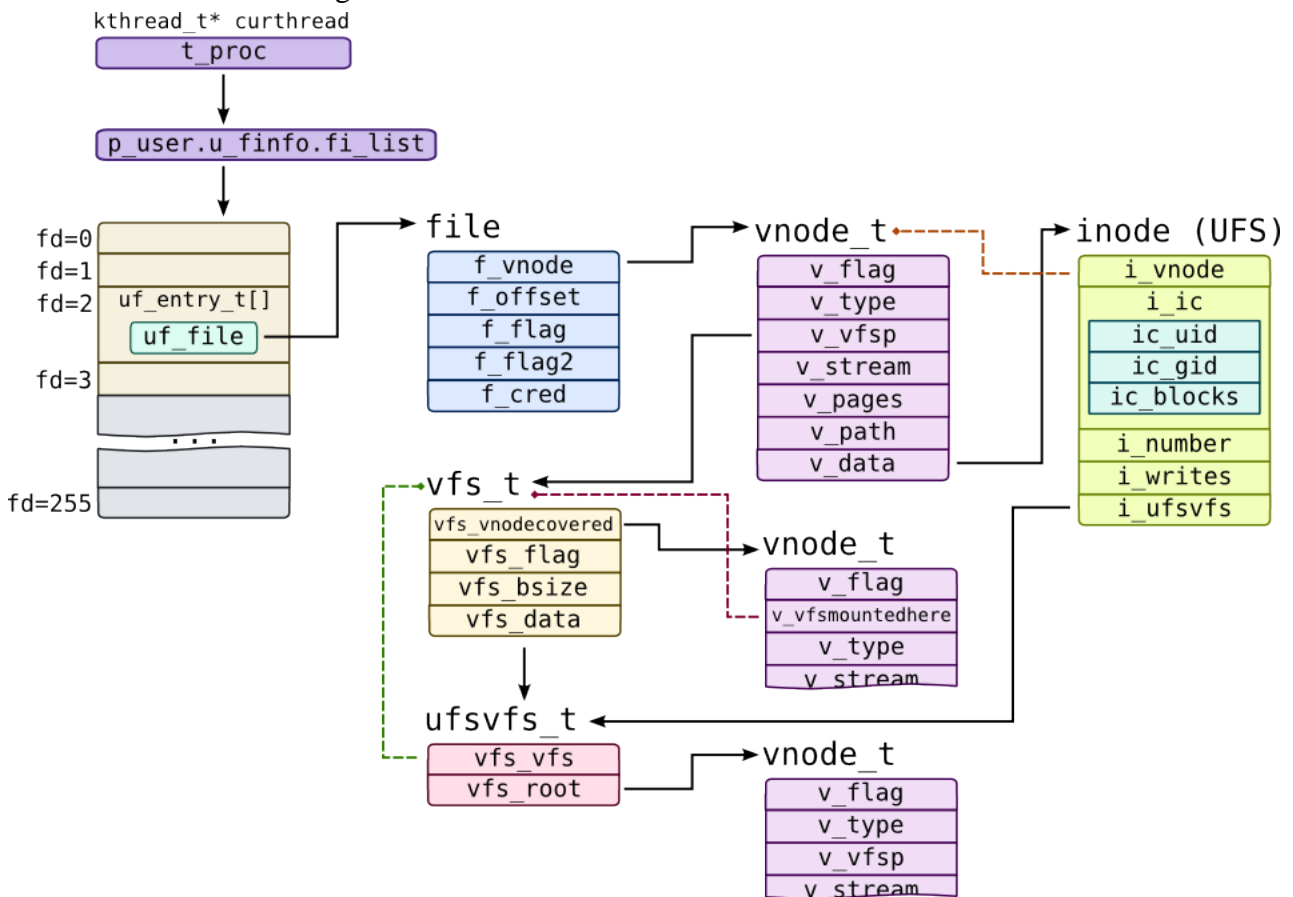 kthread_t* curthread
t_proc
p_user.u_finfo.fi_list
fd=0
fd=1
fd=2
uf_entry_t[]
uf_file
fd=3
...
fd=255
file
f_vnode
f_offset
f_flag
f_flag2
f_cred
vnode_t
v_flag
v_type
v_vfsp
v_stream
v_pages
v_path
v_data
inode (UFS)
i_vnode
i_ic
ic_uid
ic_gid
ic_blocks
i_number
i_writes
i_ufsvfs
vfs_t
vfs_vnodecovered
vfs_flag
vfs_bsize
vfs_data
vnode_t
v_flag
v_vfsmountedhere
v_type
v_stream
ufsvfs_t
vfs_vfs
vfs_root
vnode_t
v_flag
v_type
v_vfsp
v_stream